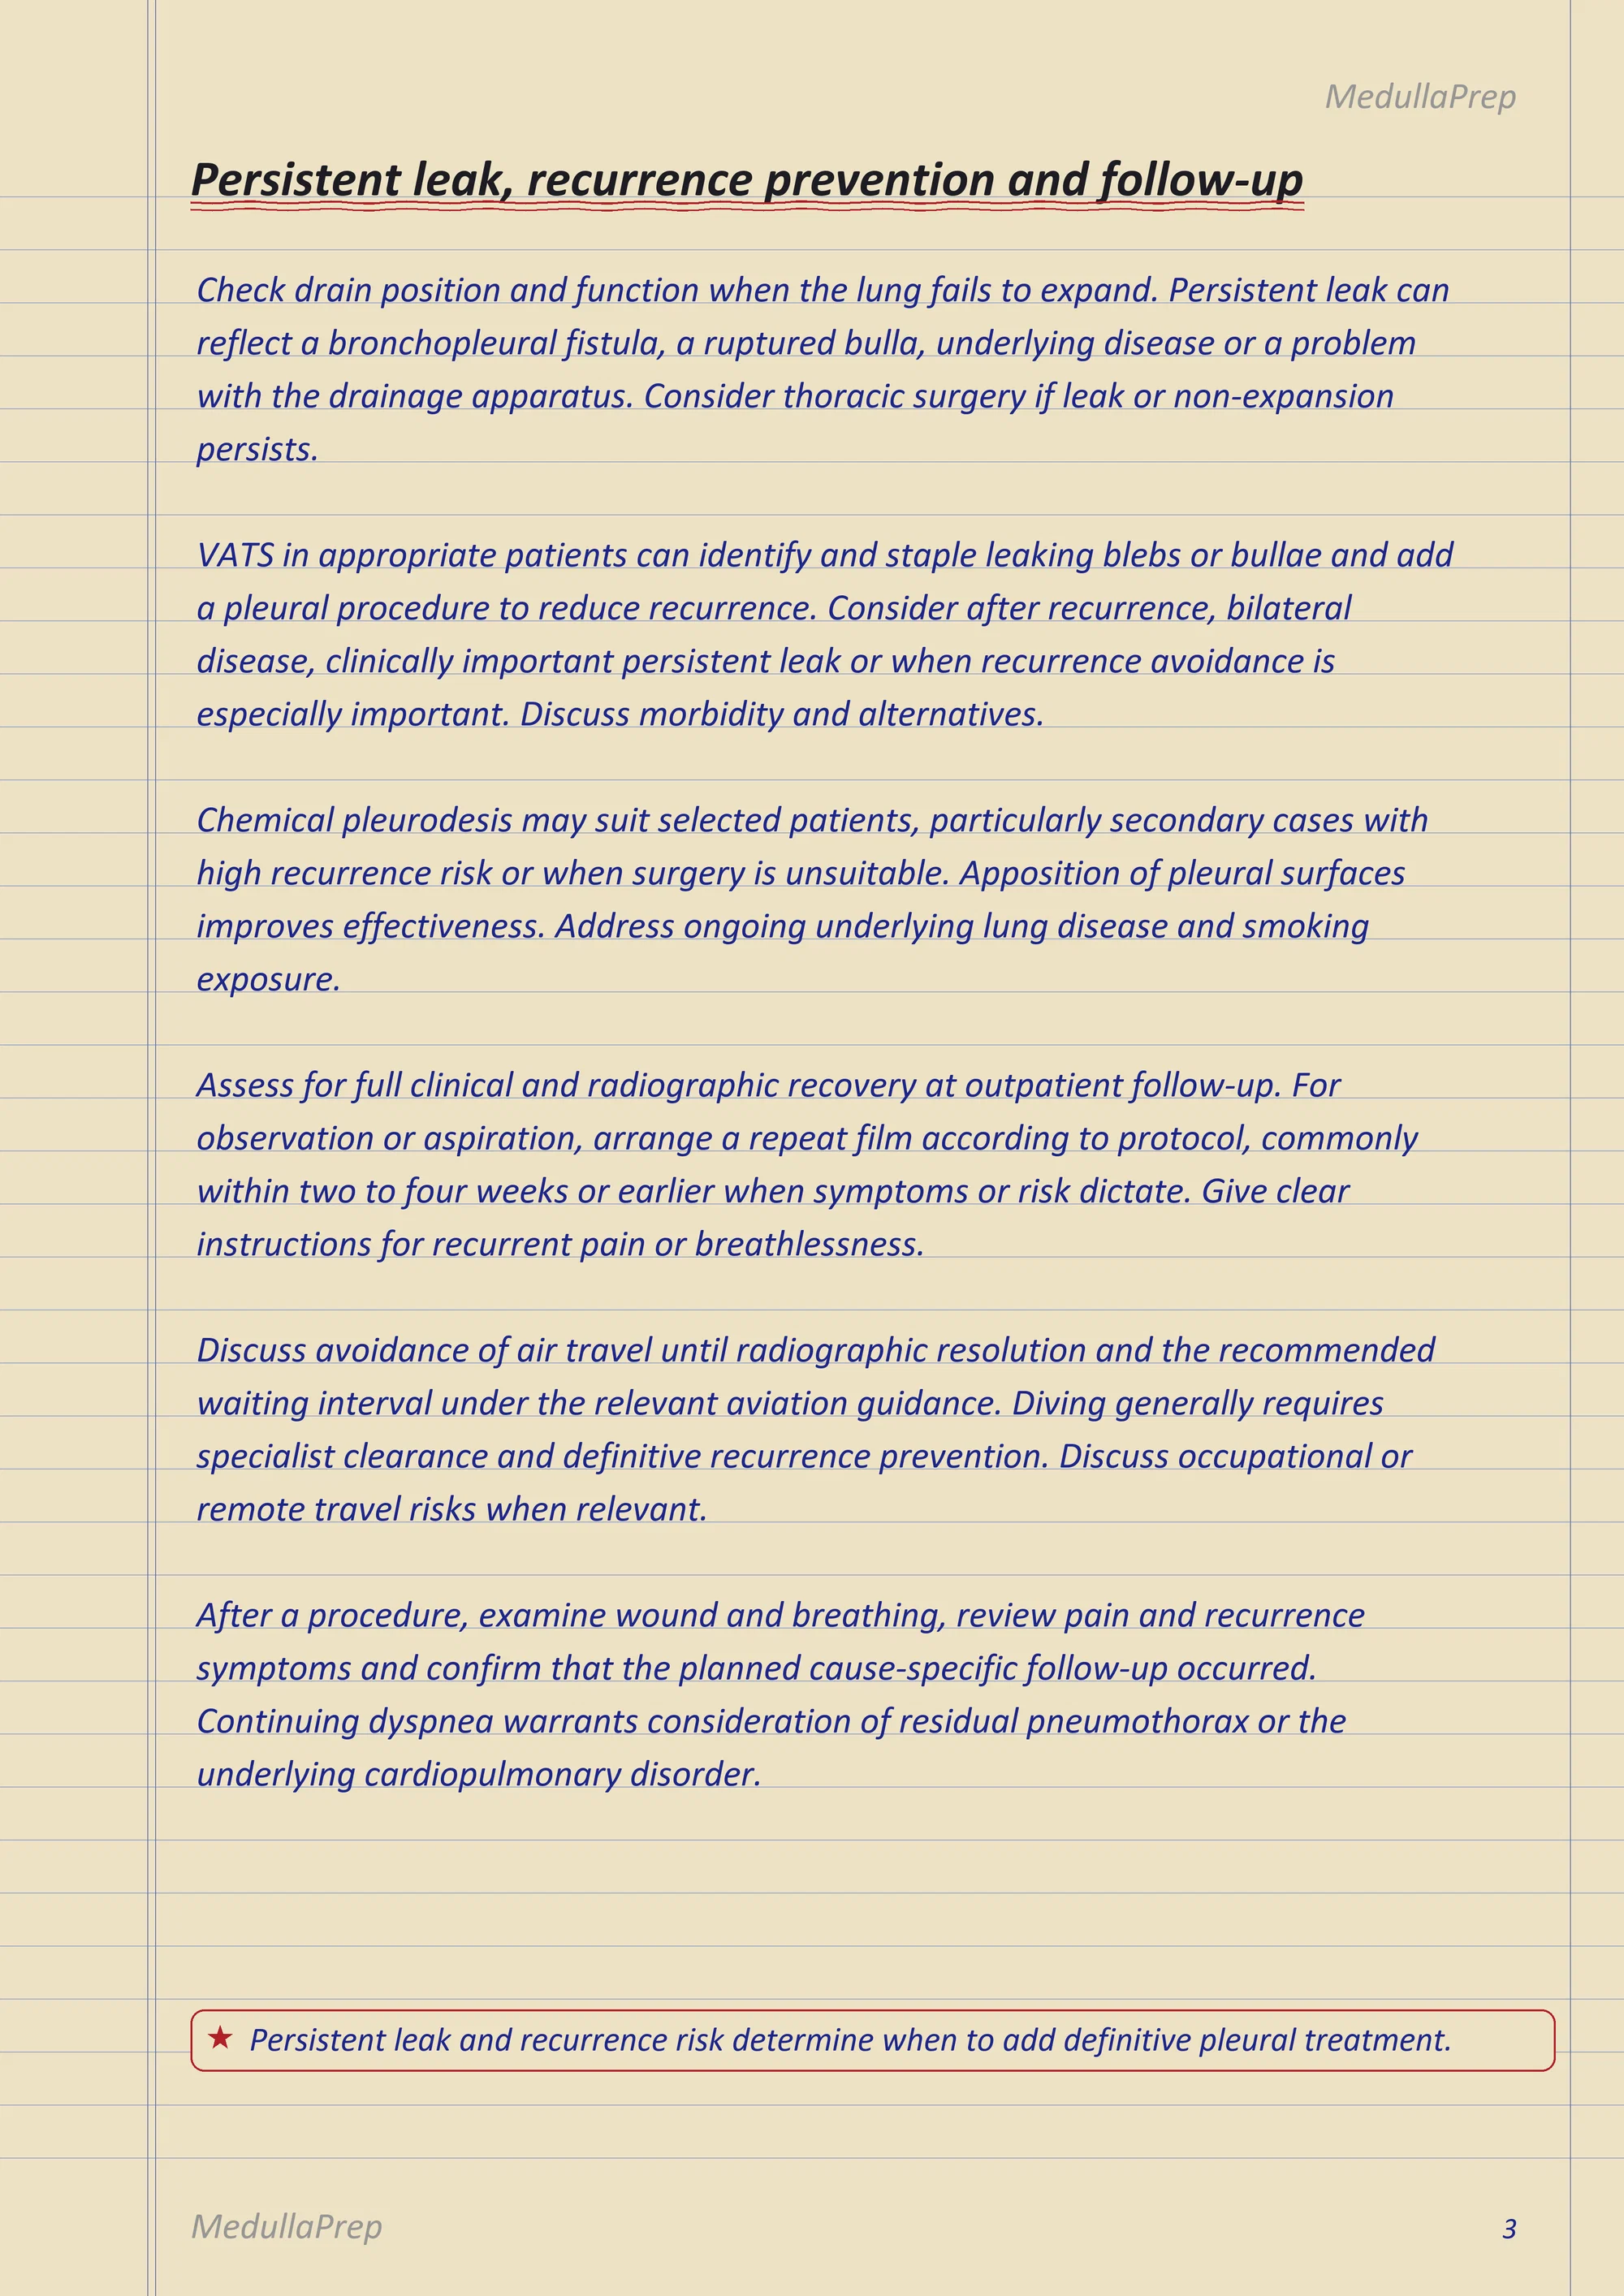 MedullaPrep
Persistent leak, recurrence prevention and follow-up
Check drain position and function when the lung fails to expand. Persistent leak can
reflect a bronchopleural fistula, a ruptured bulla, underlying disease or a problem
with the drainage apparatus. Consider thoracic surgery if leak or non-expansion
persists.
VATS in appropriate patients can identify and staple leaking blebs or bullae and add
a pleural procedure to reduce recurrence. Consider after recurrence, bilateral
disease, clinically important persistent leak or when recurrence avoidance is
especially important. Discuss morbidity and alternatives.
Chemical pleurodesis may suit selected patients, particularly secondary cases with
high recurrence risk or when surgery is unsuitable. Apposition of pleural surfaces
improves effectiveness. Address ongoing underlying lung disease and smoking
exposure.
Assess for full clinical and radiographic recovery at outpatient follow-up. For
observation or aspiration, arrange a repeat film according to protocol, commonly
within two to four weeks or earlier when symptoms or risk dictate. Give clear
instructions for recurrent pain or breathlessness.
Discuss avoidance of air travel until radiographic resolution and the recommended
waiting interval under the relevant aviation guidance. Diving generally requires
specialist clearance and definitive recurrence prevention. Discuss occupational or
remote travel risks when relevant.
After a procedure, examine wound and breathing, review pain and recurrence
symptoms and confirm that the planned cause-specific follow-up occurred.
Continuing dyspnea warrants consideration of residual pneumothorax or the
underlying cardiopulmonary disorder.
★ Persistent leak and recurrence risk determine when to add definitive pleural treatment.
MedullaPrep
3